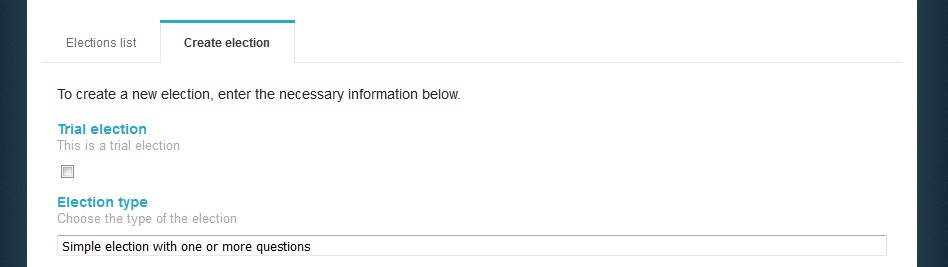 Elections list
Create election
To create a new election, enter the necessary information below.
Trial election
This is a trial election
Election type
Choose the type of the election
Simple election with one or more questions